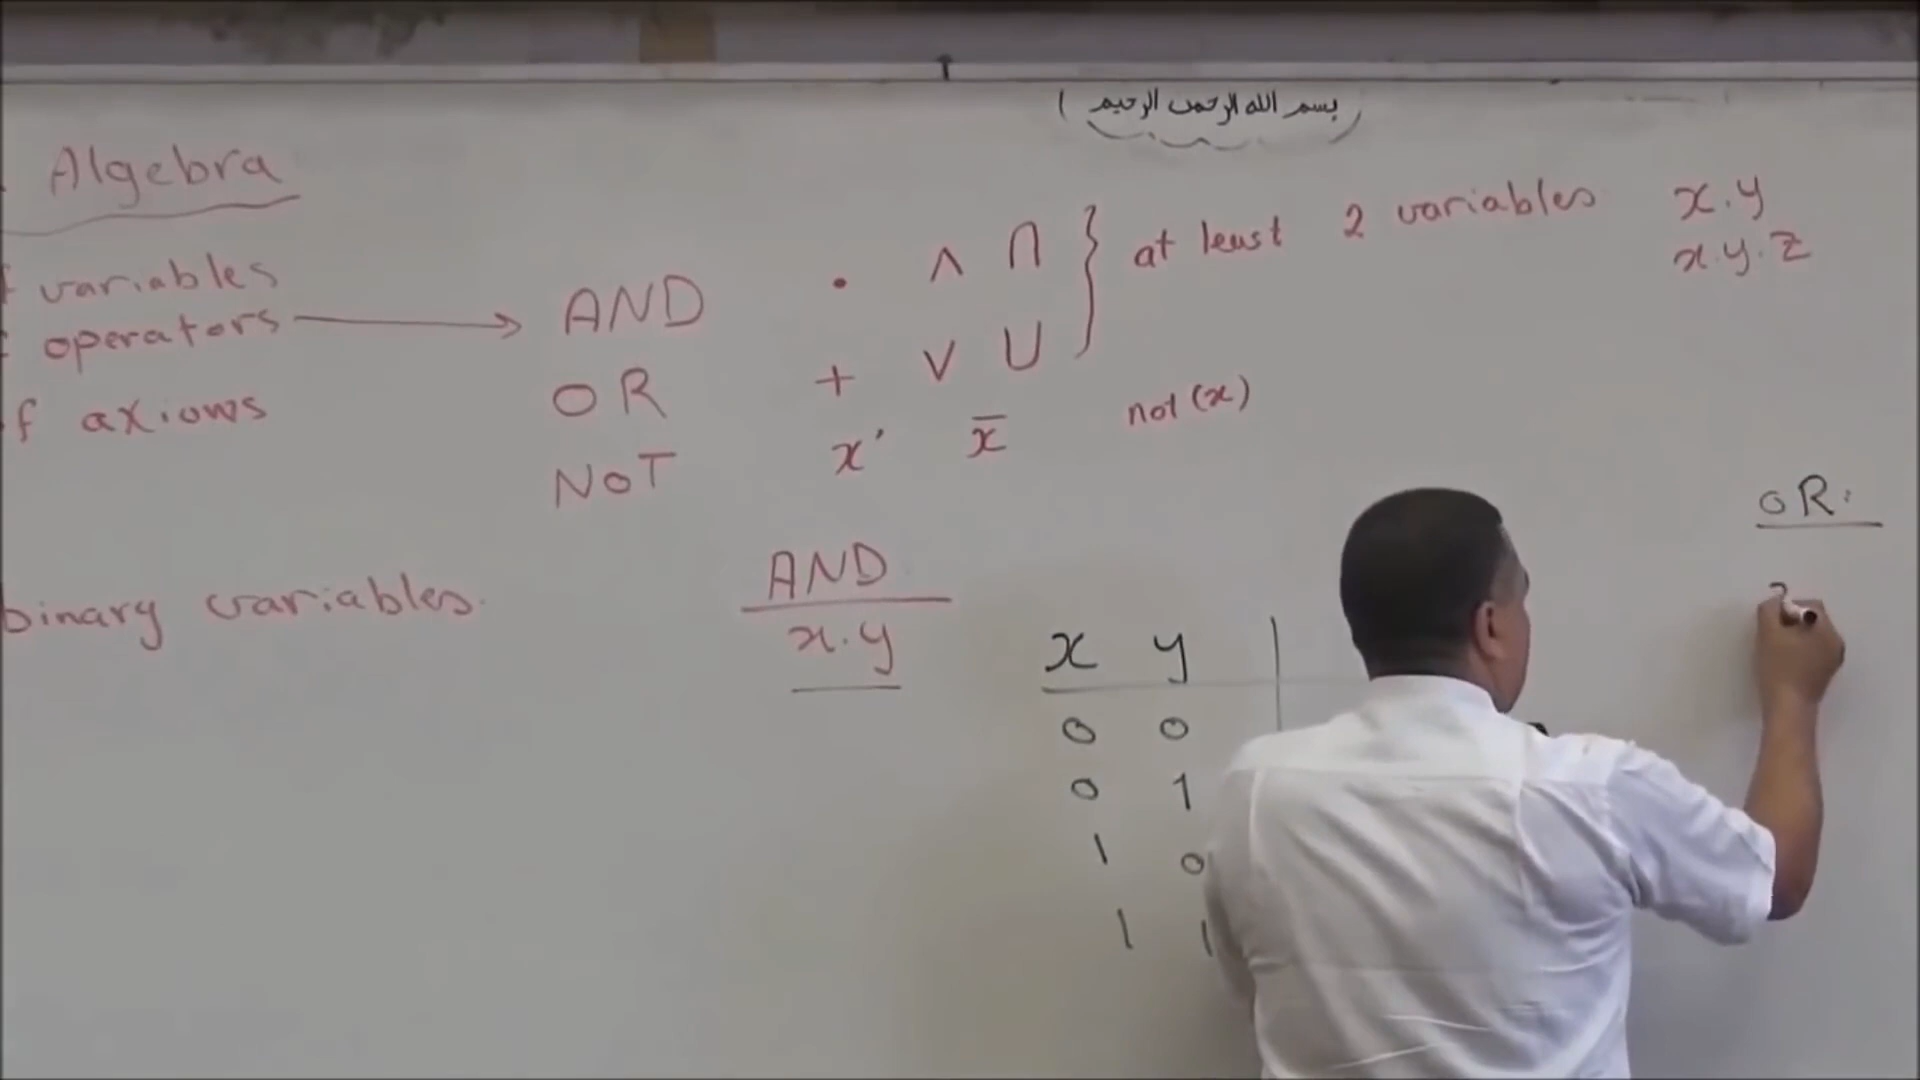 بسم الله الرحمن الرحيم
Algebra
variables
operators → AND · ∧ ∩ } at least 2 variables x.y
x.y.z
OR + ∨ ∪
f axioms
NOT x' x̄ not(x)
OR:
binary variables.
AND
x.y
x y
0 0
0 1
1 0
1 1